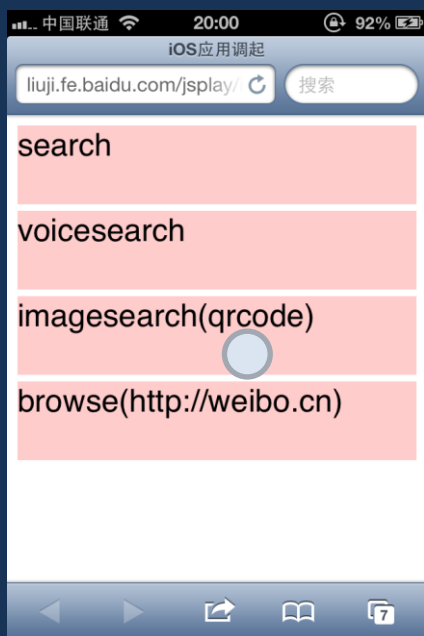 中国联通 20:00 92%
iOS应用调起
liuji.fe.baidu.com/jsplay/ 搜索
search
voicesearch
imagesearch(qrcode)
browse(http://weibo.cn)
7